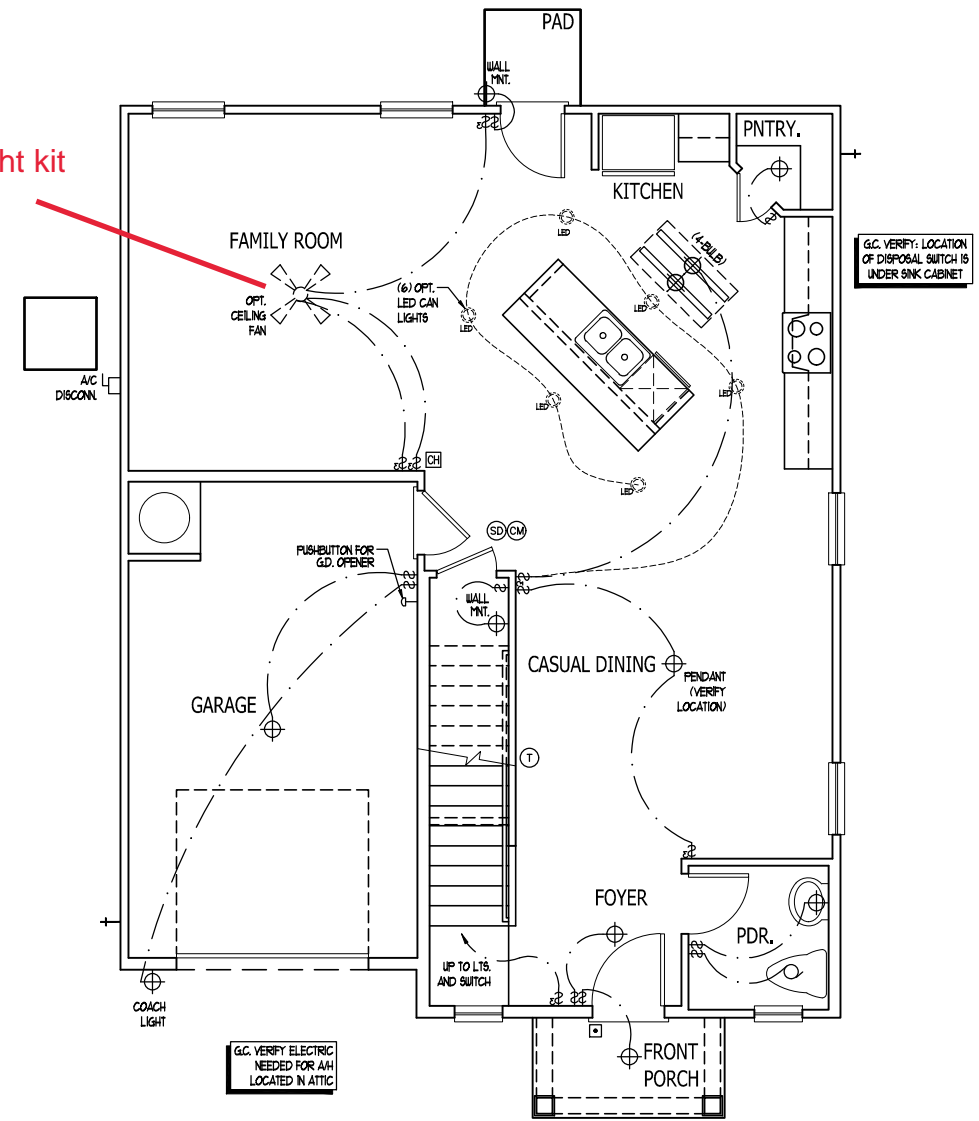 PAD
WALL
MNT.
PNTRY.
ht kit
KITCHEN
FAMILY ROOM
(4-BULB)
LED
G.C. VERIFY: LOCATION
OF DISPOSAL SWITCH IS
UNDER SINK CABINET
OPT.
CEILING
FAN
(6) OPT.
LED CAN
LIGHTS
LED
LED
A/C
DISCONN.
LED
LED
CH
LED
SD
CM
PUSHBUTTON FOR
G.D. OPENER
WALL
MNT.
CASUAL DINING
PENDANT
(VERIFY
LOCATION)
GARAGE
T
FOYER
PDR.
UP TO LTS.
AND SWITCH
COACH
LIGHT
G.C. VERIFY ELECTRIC
NEEDED FOR A/H
LOCATED IN ATTIC
FRONT
PORCH